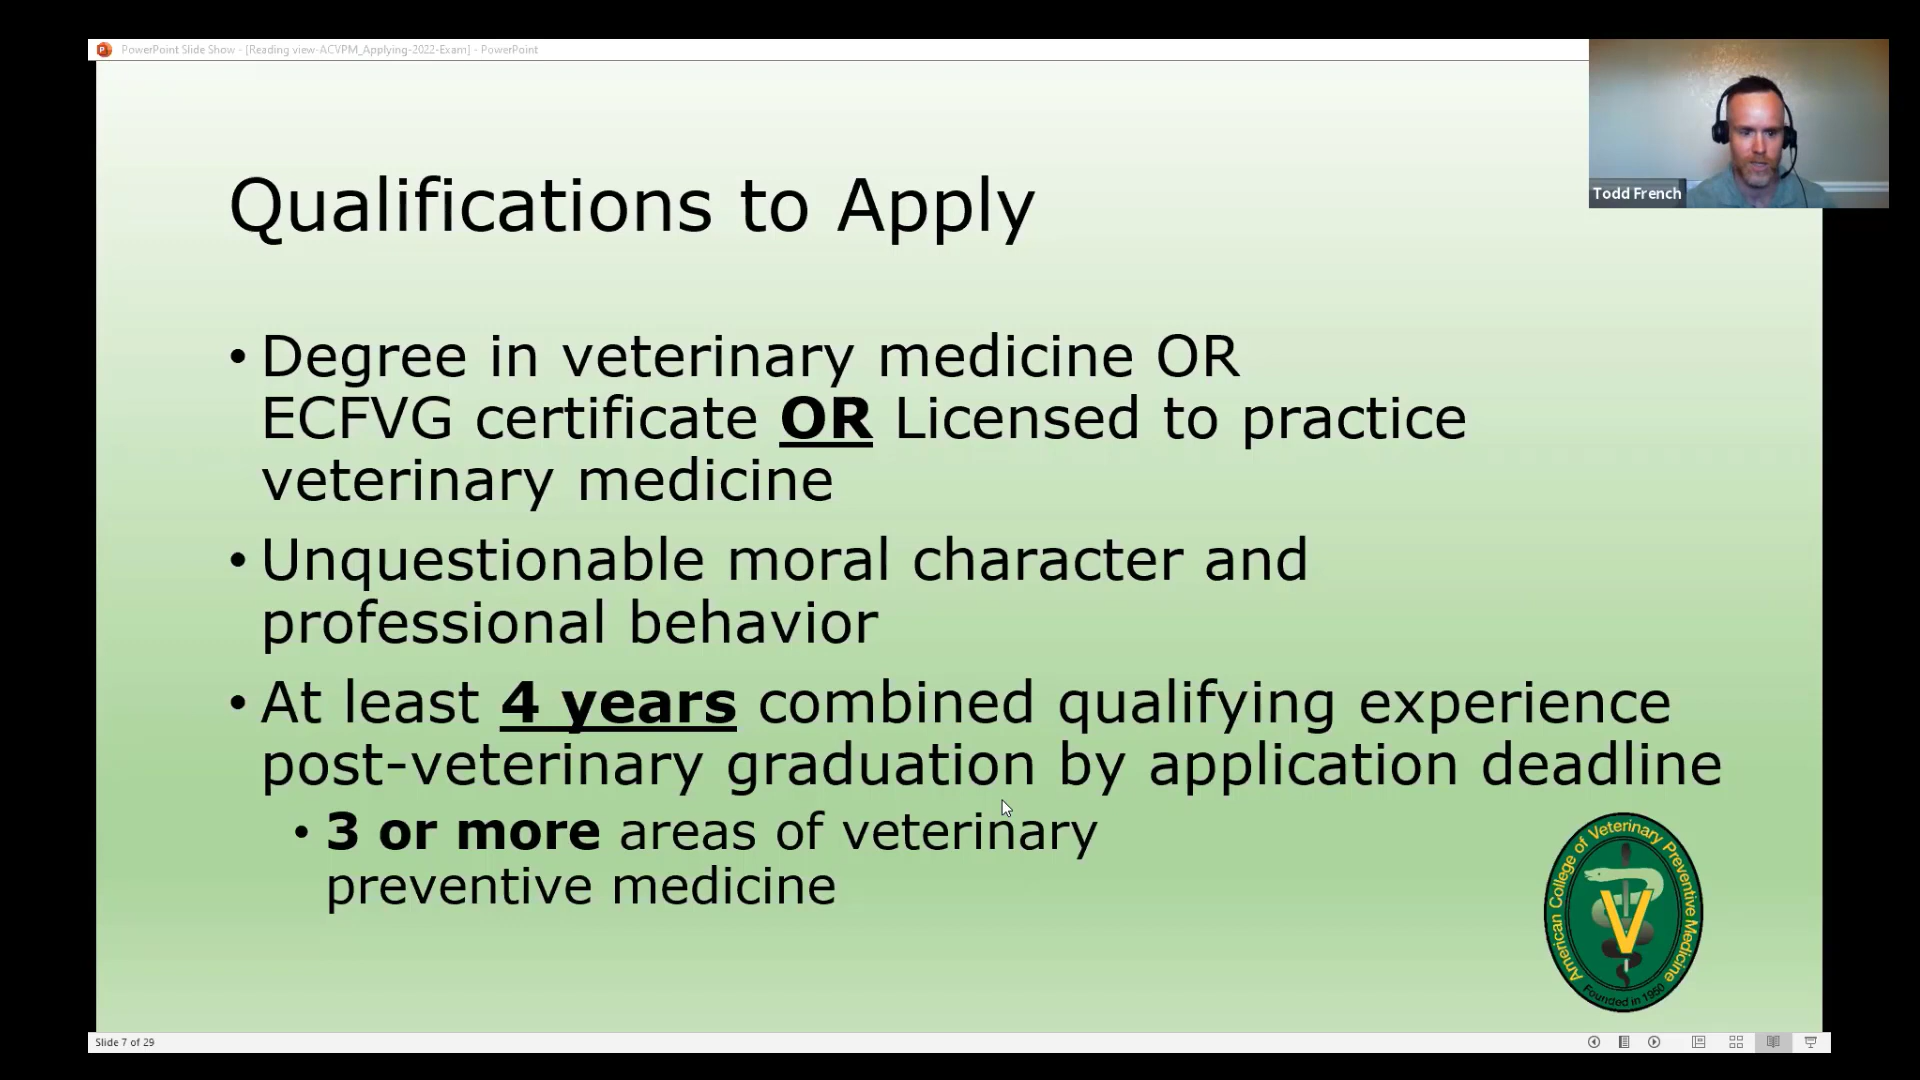 PowerPoint Slide Show - [Reading view-ACVPM_Applying-2022-Exam] - PowerPoint
Todd French
Qualifications to Apply
• Degree in veterinary medicine OR
ECFVG certificate OR Licensed to practice
veterinary medicine
• Unquestionable moral character and
professional behavior
• At least 4 years combined qualifying experience
post-veterinary graduation by application deadline
• 3 or more areas of veterinary
preventive medicine
American College of Veterinary Preventive Medicine
V
Founded in 1950
Slide 7 of 29